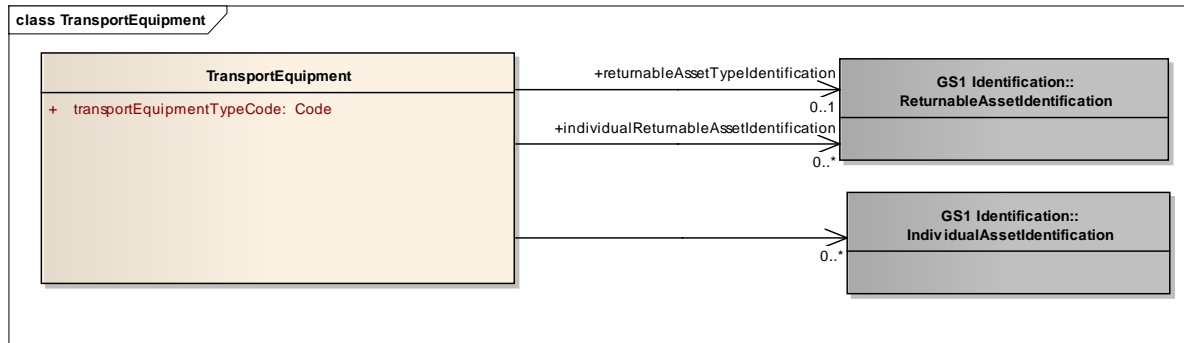 class TransportEquipment
TransportEquipment
+ transportEquipmentTypeCode: Code
+returnableAssetTypeIdentification
0..1
+individualReturnableAssetIdentification
0..*
GS1 Identification::
ReturnableAssetIdentification
0..*
GS1 Identification::
IndividualAssetIdentification